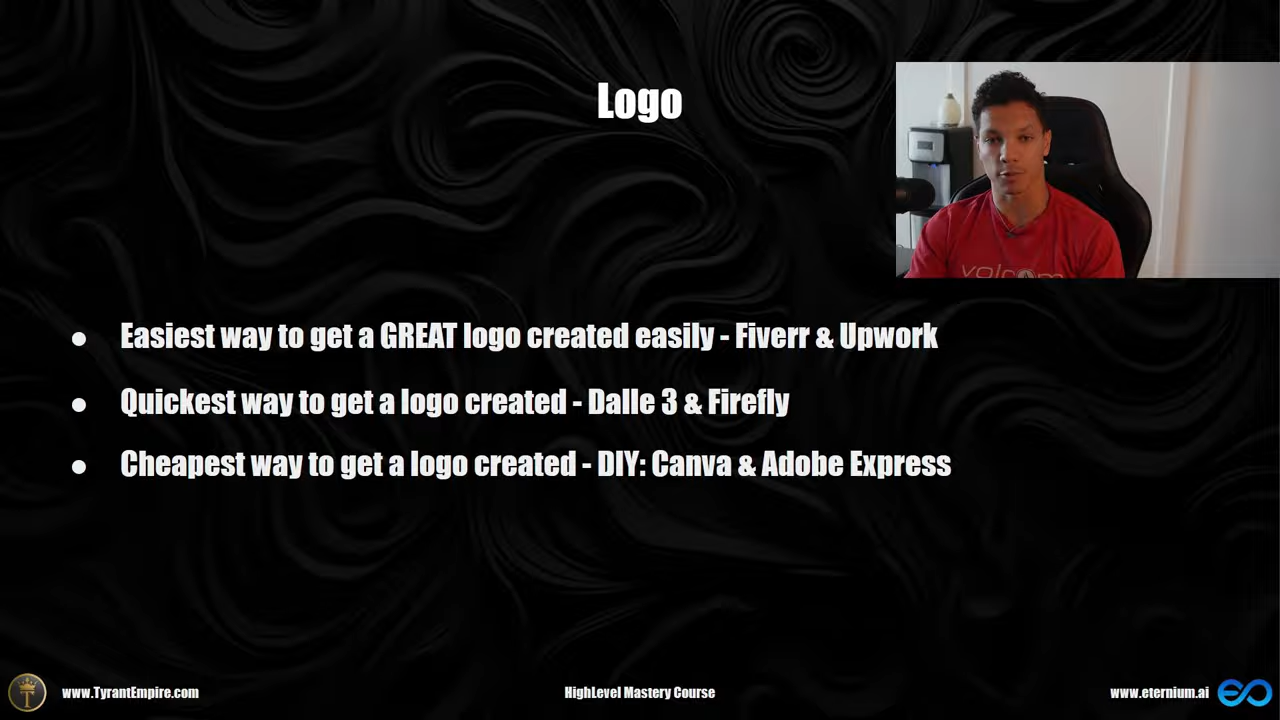 Logo
volcom
● Easiest way to get a GREAT logo created easily - Fiverr & Upwork
● Quickest way to get a logo created - Dalle 3 & Firefly
● Cheapest way to get a logo created - DIY: Canva & Adobe Express
www.TyrantEmpire.com
HighLevel Mastery Course
www.eternium.ai